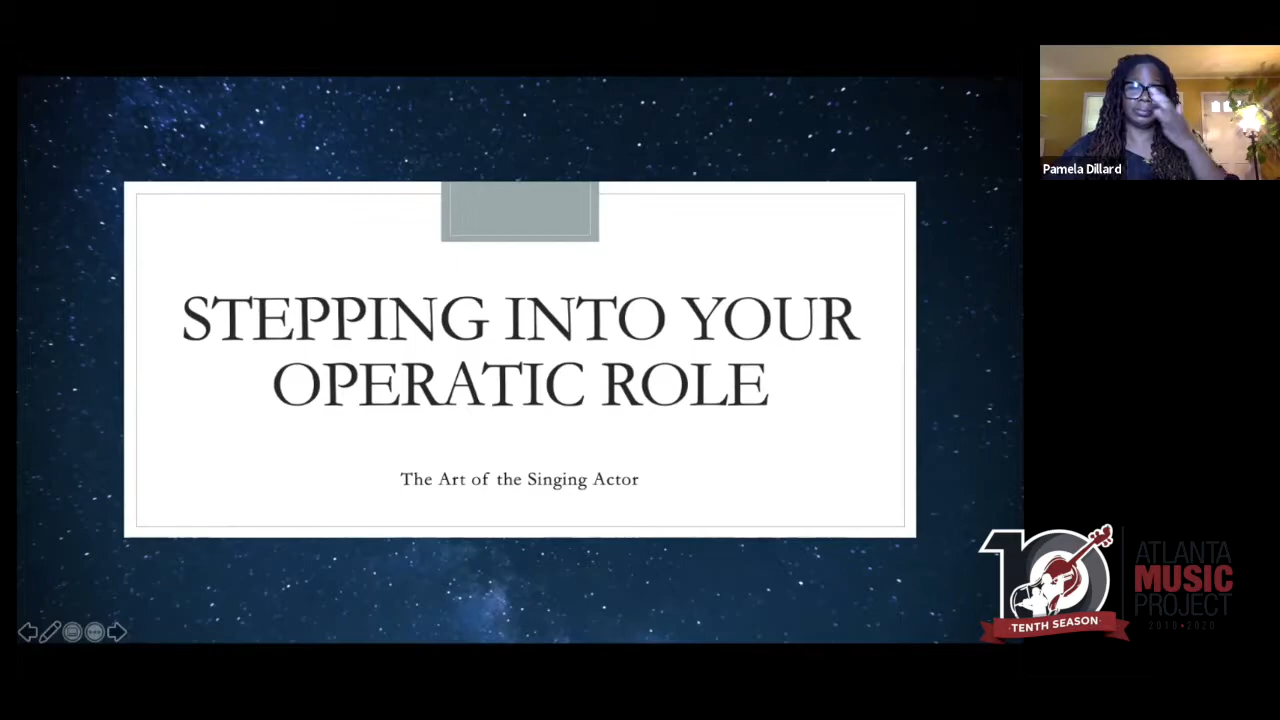 STEPPING INTO YOUR
OPERATIC ROLE
The Art of the Singing Actor
Pamela Dillard
10
TENTH SEASON
ATLANTA
MUSIC
PROJECT
2010•2020